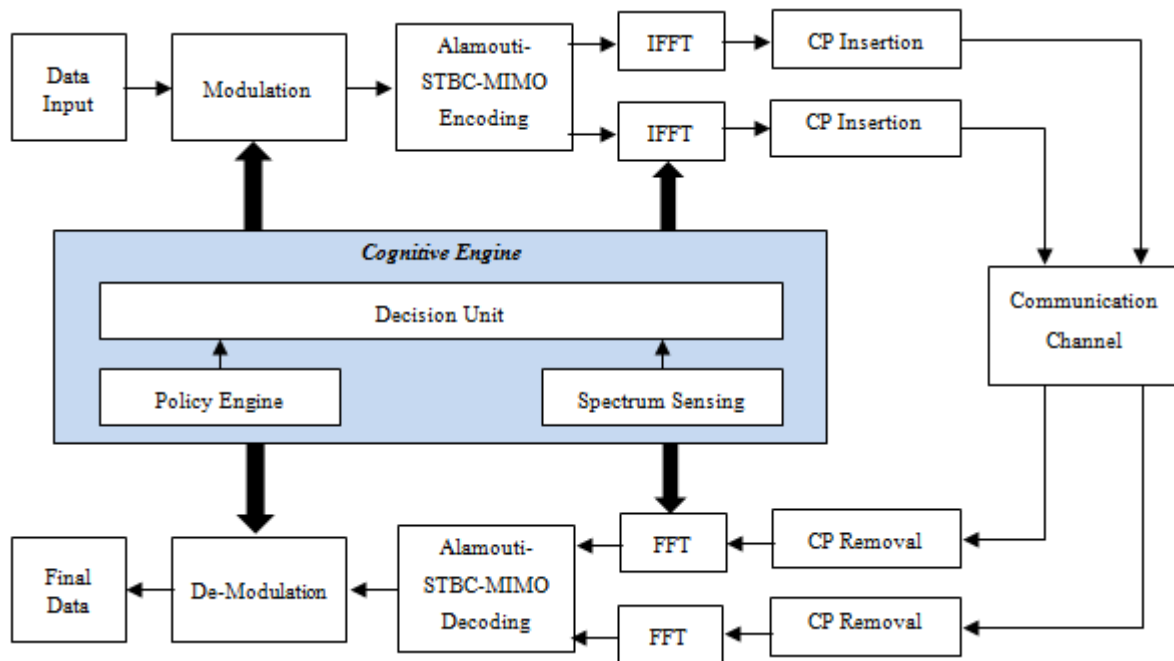 Data
Input
Modulation
Alamouti-
STBC-MIMO
Encoding
IFFT
CP Insertion
IFFT
CP Insertion
Cognitive Engine
Decision Unit
Policy Engine
Spectrum Sensing
Communication
Channel
Final
Data
De-Modulation
Alamouti-
STBC-MIMO
Decoding
FFT
CP Removal
FFT
CP Removal